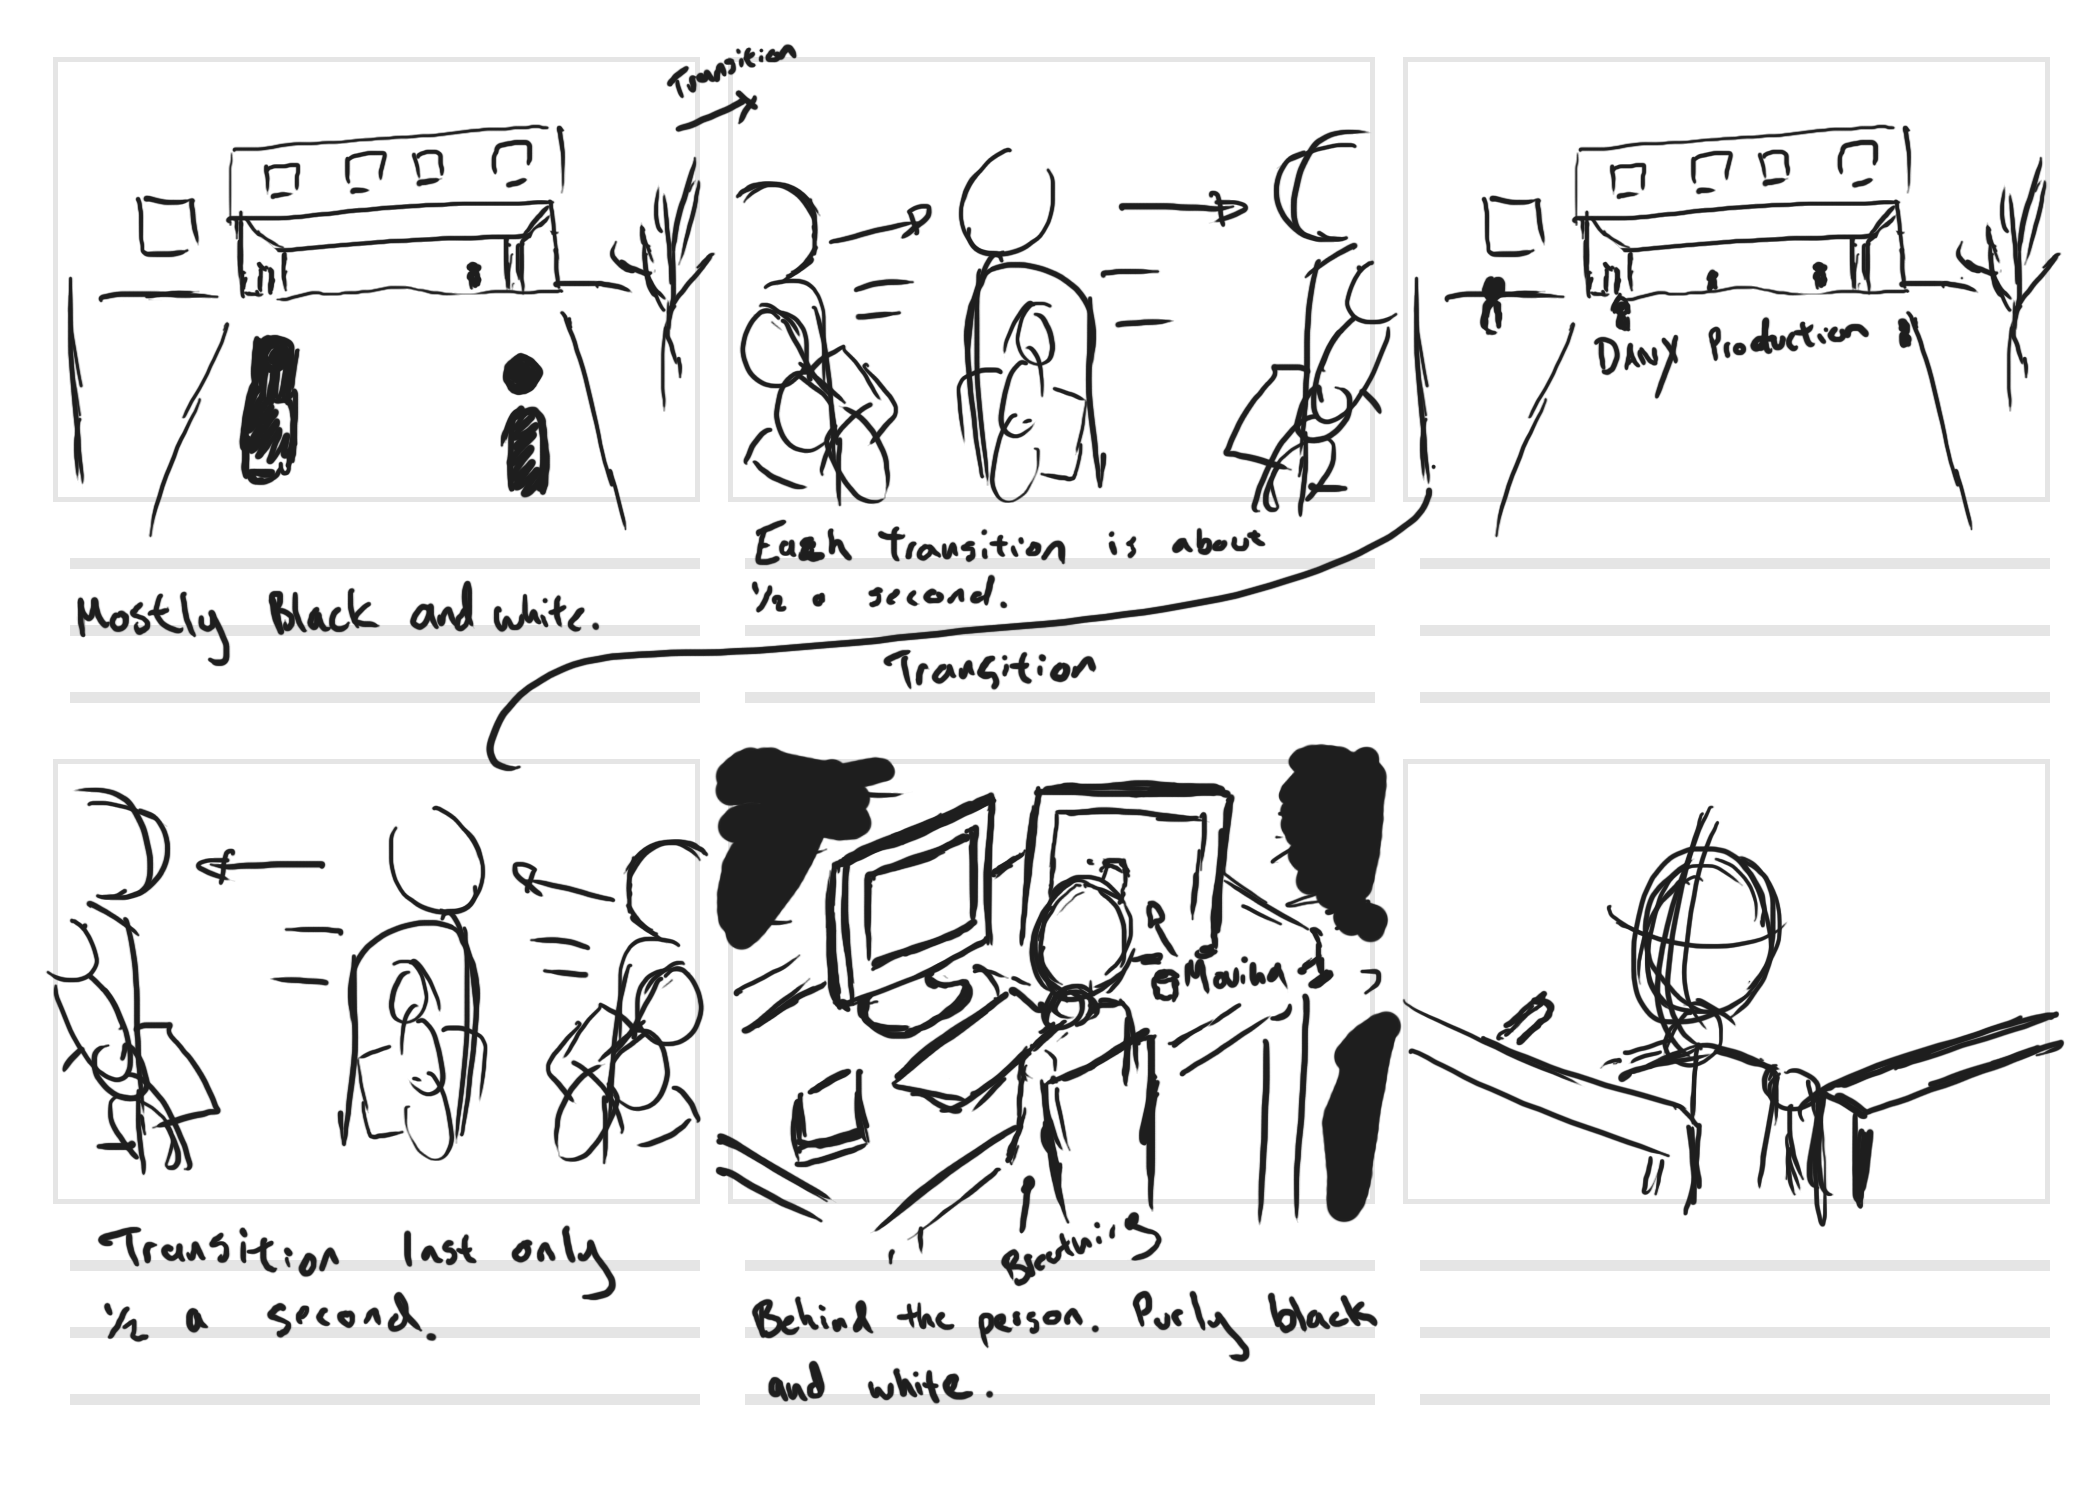 Transition
DANX Production
Mostly Black and white.
Each transition is about
1/2 a second.
Transition
Moving
Transition last only
1/2 a second.
Breathing
Behind the person. Purly black
and white.